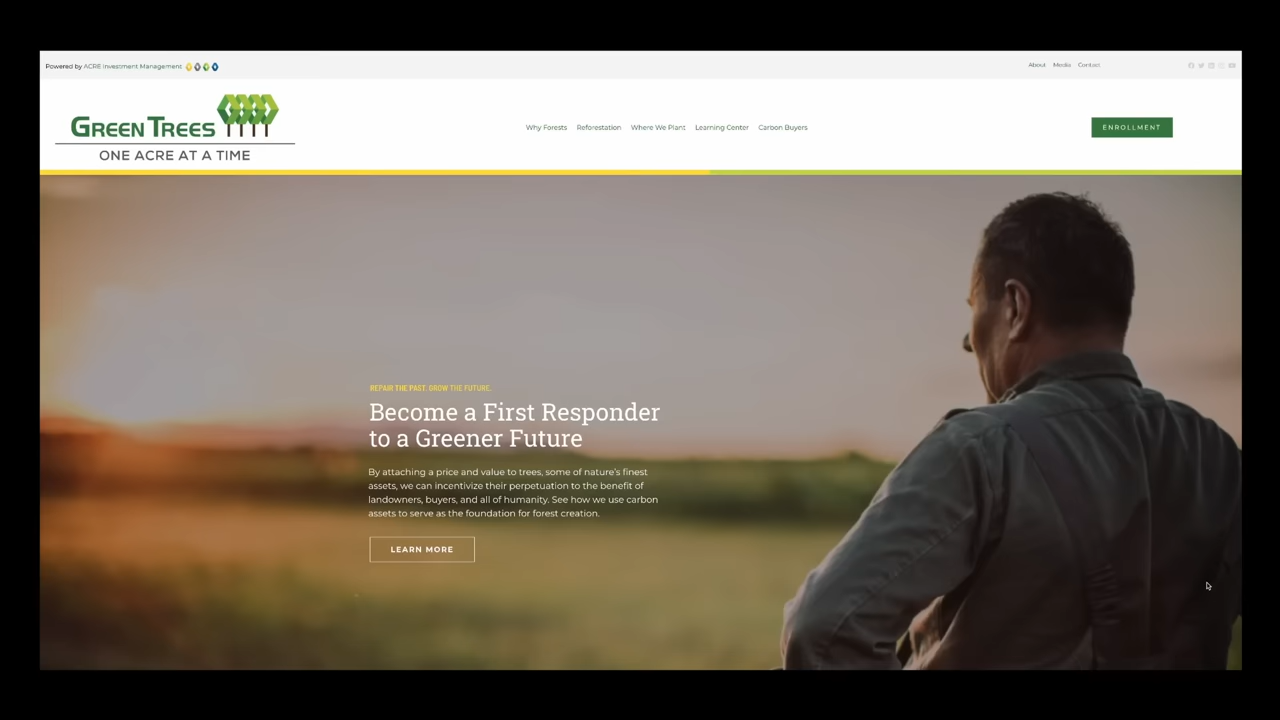 Powered by ACRE Investment Management
About Media Contact
GREEN TREES
ONE ACRE AT A TIME
Why Forests Reforestation Where We Plant Learning Center Carbon Buyers
ENROLLMENT
REPAIR THE PAST. GROW THE FUTURE.
Become a First Responder
to a Greener Future
By attaching a price and value to trees, some of nature's finest
assets, we can incentivize their perpetuation to the benefit of
landowners, buyers, and all of humanity. See how we use carbon
assets to serve as the foundation for forest creation.
LEARN MORE